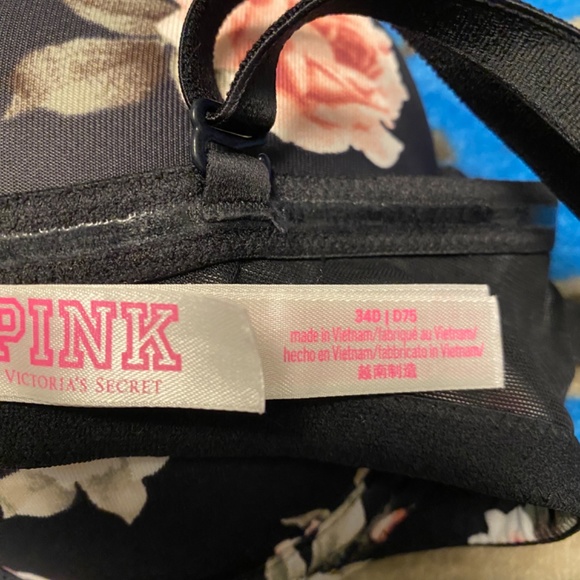 PINK
VICTORIA'S SECRET
34D | D75
made in Vietnam/fabriqué au Vietnam/
hecho en Vietnam/fabbricato in Vietnam/
越南制造